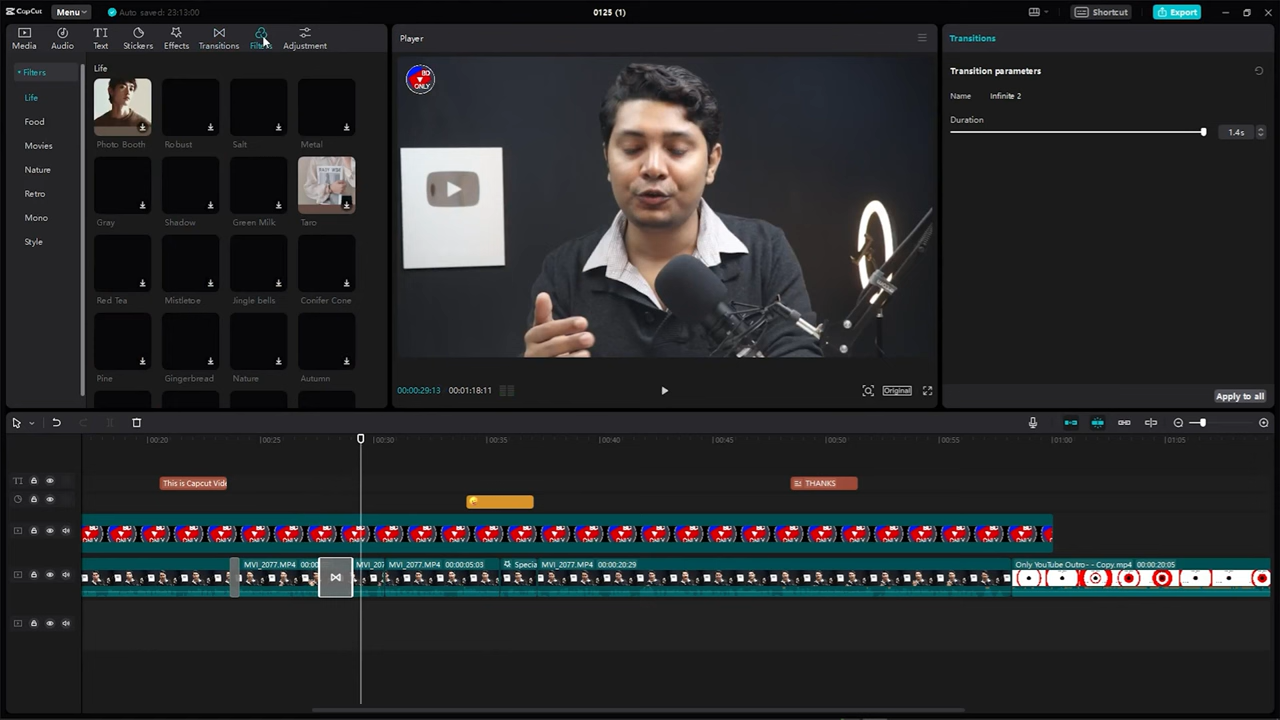 CapCut
Menu
Auto saved: 23:13:00
0125 (1)
Shortcut
Export
Media
Audio
Text
Stickers
Effects
Transitions
Filters
Adjustment
Filters
Life
Food
Movies
Nature
Retro
Mono
Style
Life
Photo Booth
Robust
Salt
Metal
Gray
Shadow
Green Milk
Taro
Red Tea
Mistletoe
Jingle bells
Conifer Cone
Pine
Gingerbread
Nature
Autumn
Player
BD
ONLY
00:00:29:13
00:01:18:11
Original
Transitions
Transition parameters
Name
Infinite 2
Duration
1.4s
Apply to all
00:20
00:25
00:30
00:35
00:40
00:45
00:50
00:55
01:00
01:05
This is Capcut Vide
THANKS
MVI_2077.MP4 00:00
MVI_207
MVI_2077.MP4 00:00:05:03
Specia
MVI_2077.MP4 00:00:20:29
Only YouTube Outro- - Copy.mp4 00:00:20:05